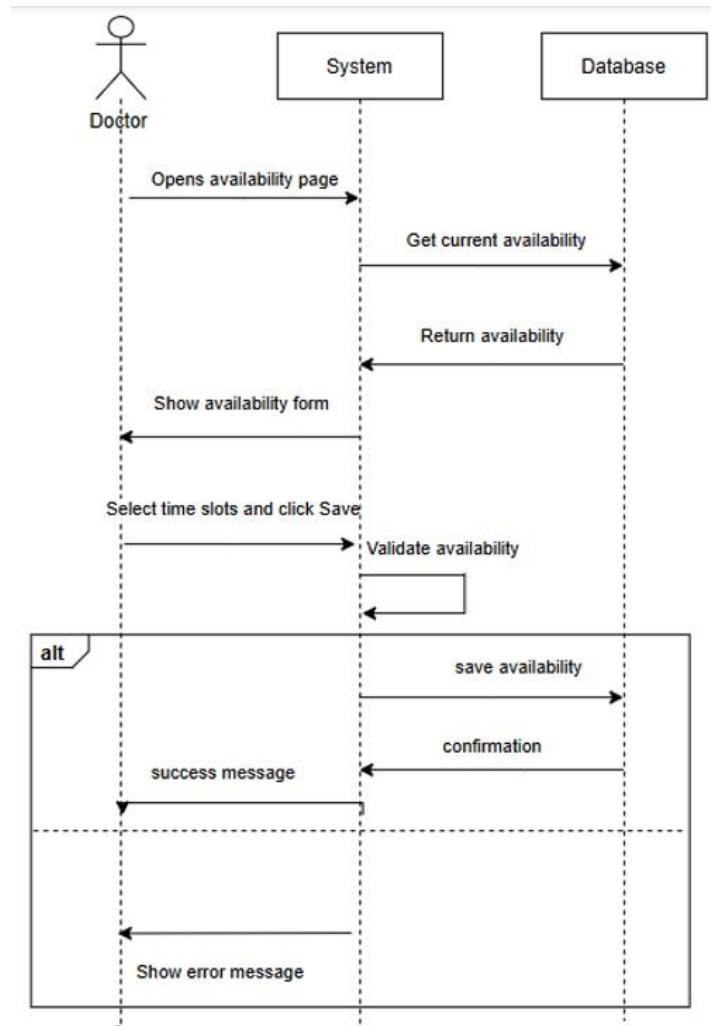 Doctor
System
Database
Opens availability page
Get current availability
Return availability
Show availability form
Select time slots and click Save
Validate availability
alt
save availability
confirmation
success message
Show error message